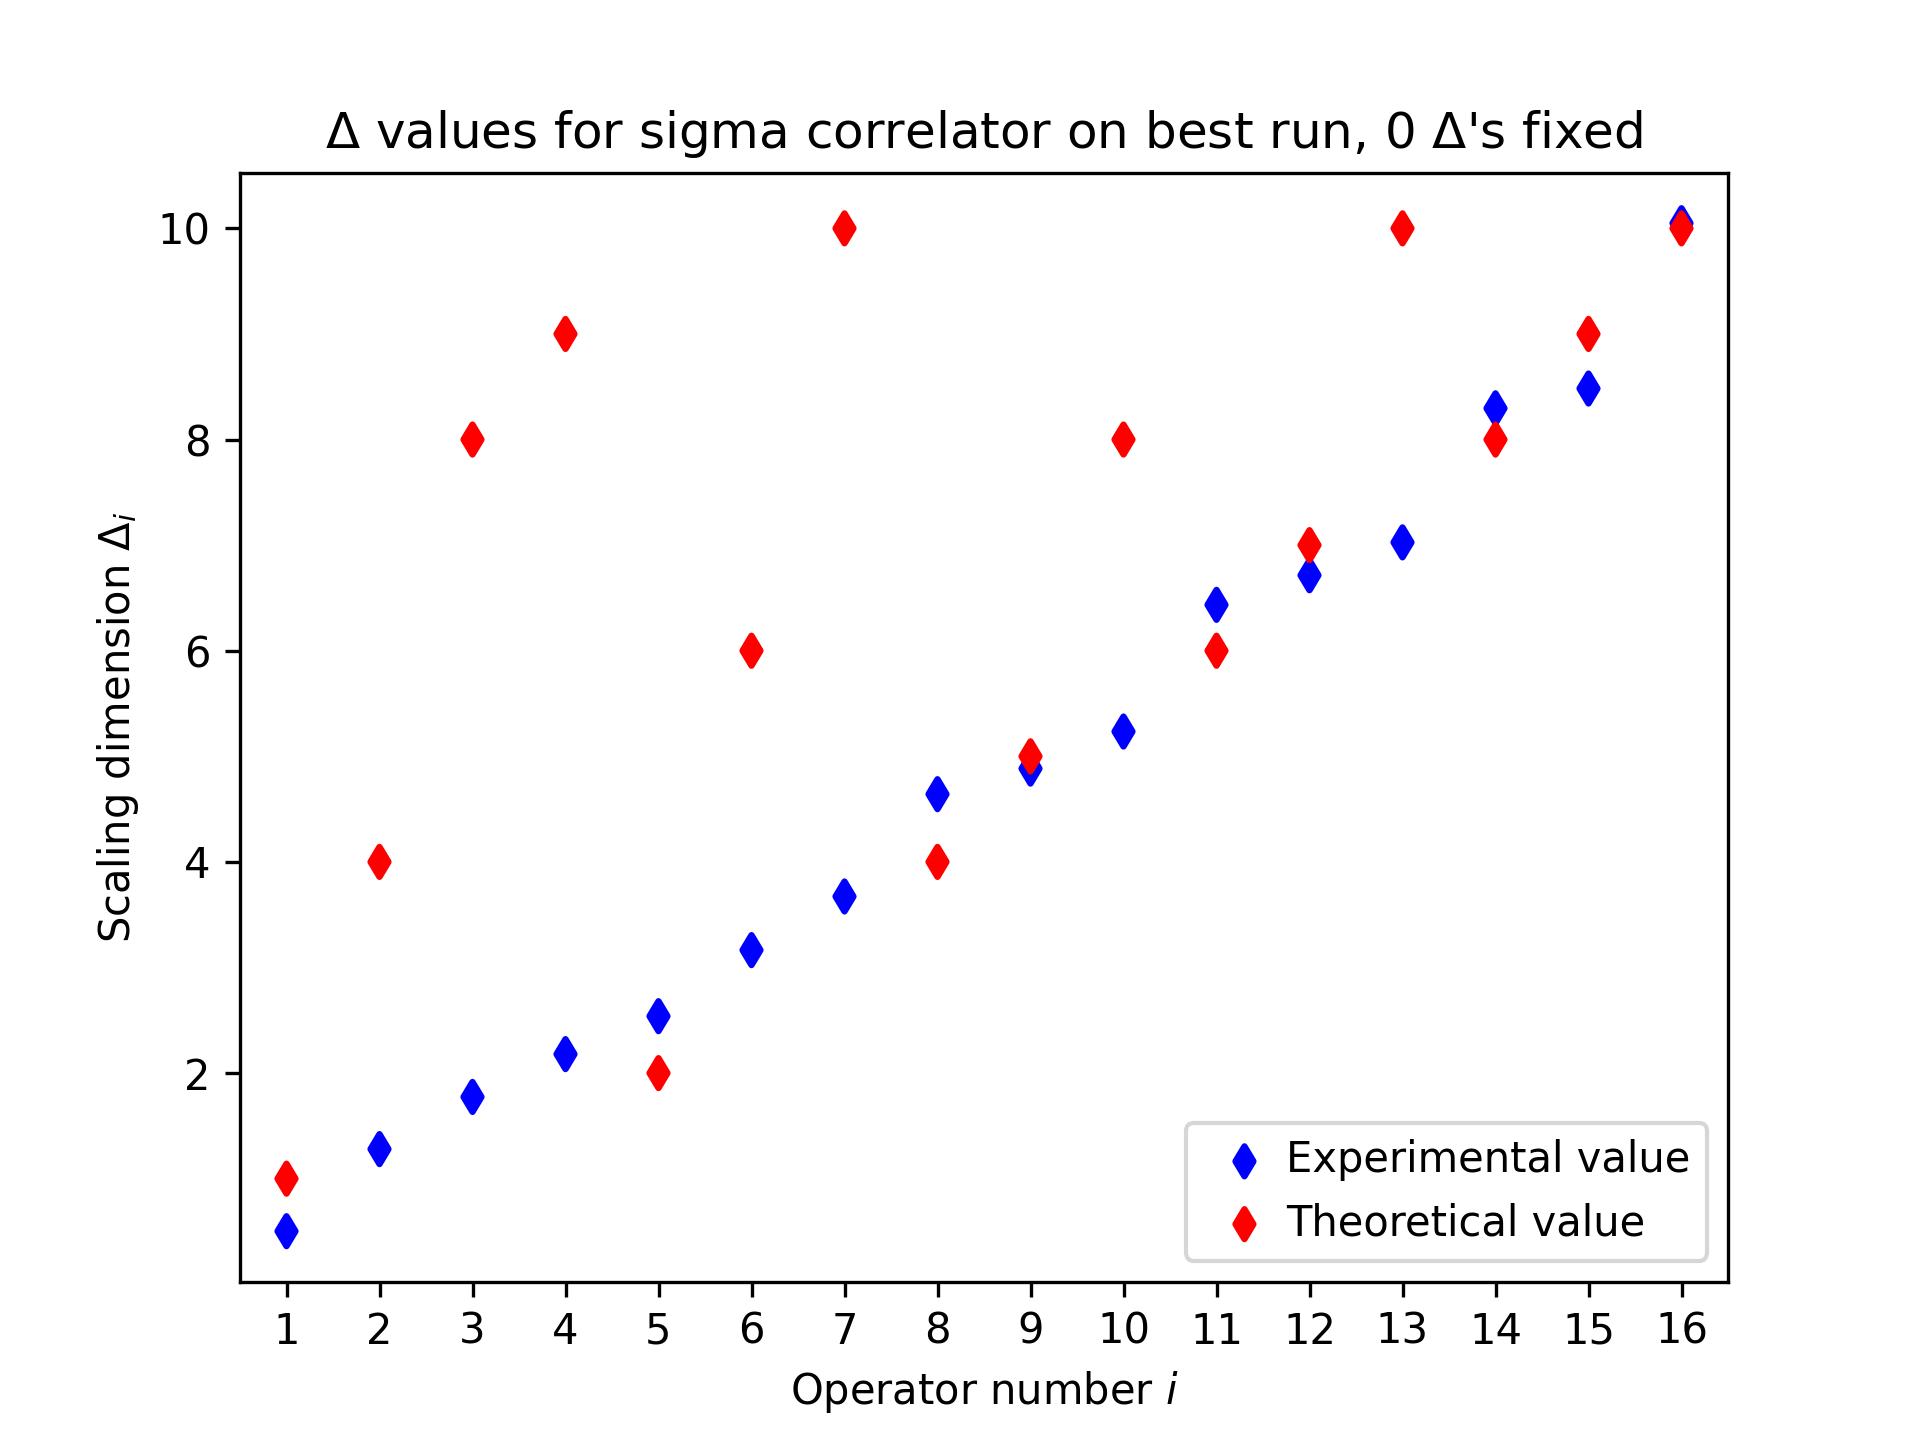 Δ values for sigma correlator on best run, 0 Δ's fixed
10
8
6
4
2
Scaling dimension Δi
Experimental value
Theoretical value
1 2 3 4 5 6 7 8 9 10 11 12 13 14 15 16
Operator number i